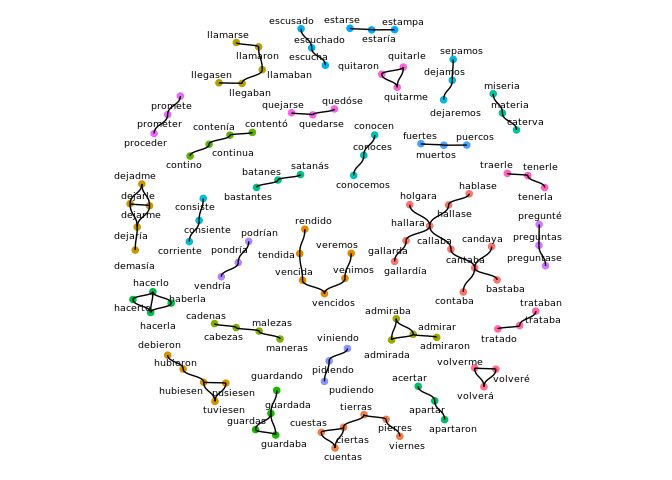 escusado
estarse
estampa
llamarse
escuchado
estaría
llamaron
escucha
quitaron
quitarle
sepamos
llegasen
llamaban
dejamos
llegaban
quitarme
miseria
promete
quejarse
quedóse
dejaremos
materia
prometer
contenía
contentó
quedarse
conocen
fuertes
puercos
proceder
continua
conoces
muertos
contino
batanes
satanás
traerle
tenerle
dejadme
bastantes
conocemos
tenerla
dejarle
holgara
hablase
dejarme
consiste
hallara
hallase
pregunté
dejaría
consiente
podrían
rendido
callaba
candaya
preguntas
corriente
pondría
tendida
veremos
gallarda
cantaba
preguntase
demasía
vendría
vencida
venimos
gallardía
bastaba
hacerlo
haberla
vencidos
contaba
hacerte
cadenas
malezas
admiraba
trataban
hacerla
cabezas
admirar
trataba
debieron
maneras
viniendo
admirada
admiraron
tratado
hubieron
guardando
pidiendo
acertar
volverme
volveré
hubiesen
pusiesen
pudiendo
volverá
tuviesen
guardada
tierras
apartar
guardas
cuestas
pierres
apartaron
guardaba
ciertas
viernes
cuentas